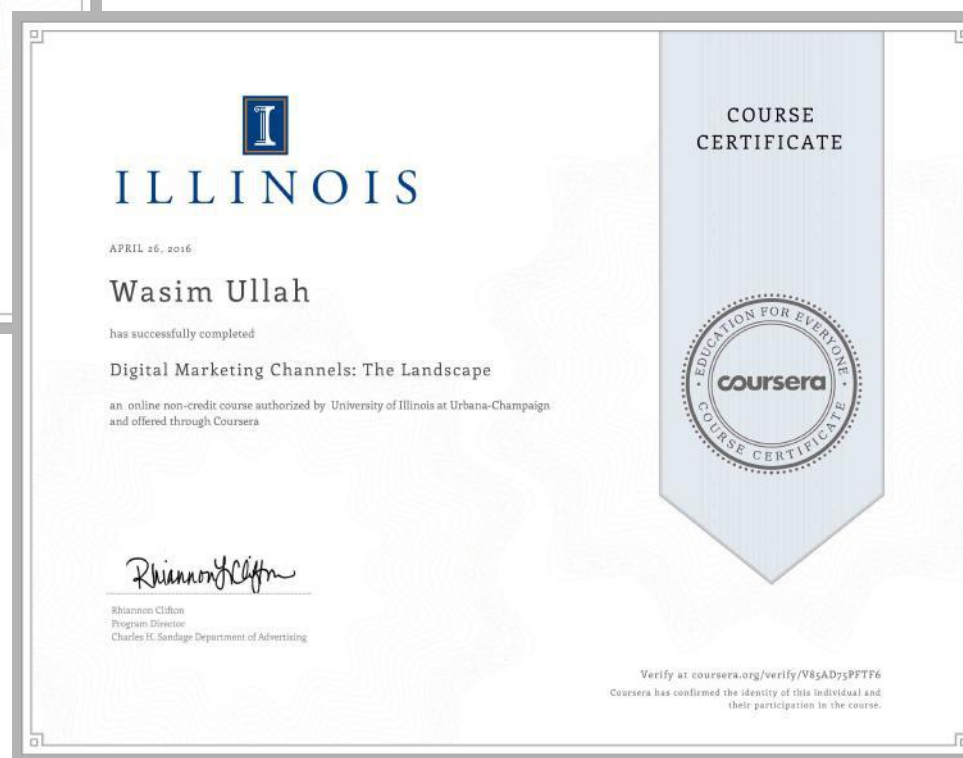 ILLINOIS
APRIL 26, 2016
Wasim Ullah
has successfully completed
Digital Marketing Channels: The Landscape
an online non-credit course authorized by University of Illinois at Urbana-Champaign
and offered through Coursera
Rhiannon Clifton
Rhiannon Clifton
Program Director
Charles H. Sandage Department of Advertising
COURSE
CERTIFICATE
EDUCATION FOR EVERYONE
coursera
COURSE CERTIFICATE
Verify at coursera.org/verify/V85AD75PFTF6
Coursera has confirmed the identity of this individual and
their participation in the course.